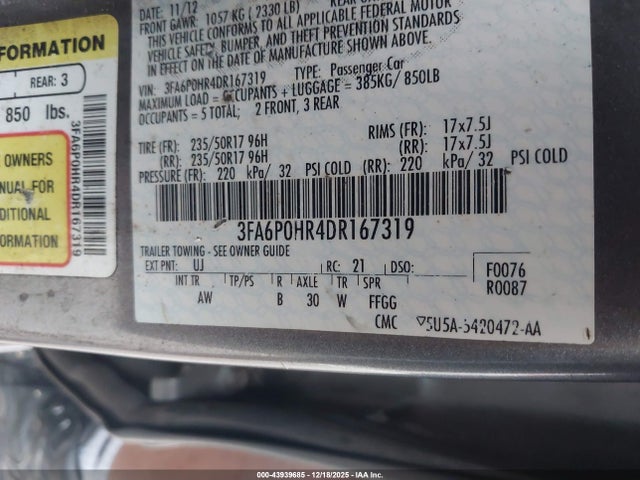 FORMATION
REAR: 3
850 lbs.
OWNERS
NUAL FOR
DITIONAL
FORMATION
3FA6P0HR4DR167319
DATE: 11/12
FRONT GAWR: 1057 KG ( 2330 LB)
THIS VEHICLE CONFORMS TO ALL APPLICABLE FEDERAL MOTOR
VEHICLE SAFETY, BUMPER, AND THEFT PREVENTION STANDARDS
IN EFFECT ON THE DATE OF MANUFACTURE SHOWN ABOVE.
VIN: 3FA6P0HR4DR167319 TYPE: Passenger Car
MAXIMUM LOAD = OCCUPANTS + LUGGAGE = 385KG/ 850LB
OCCUPANTS = 5 TOTAL; 2 FRONT, 3 REAR
TIRE (FR): 235/50R17 96H RIMS (FR): 17x7.5J
(RR): 235/50R17 96H (RR): 17x7.5J
PRESSURE (FR): 220 kPa/ 32 PSI COLD (RR): 220 kPa/ 32 PSI COLD
3FA6P0HR4DR167319
TRAILER TOWING - SEE OWNER GUIDE
EXT PNT: UJ RC: 21 DSO: F0076
R0087
INT TR TP/PS R AXLE TR SPR
AW B 30 W FFGG
CMC 5U5A-5420472-AA
000-43939685 - 12/18/2025 - IAA Inc.